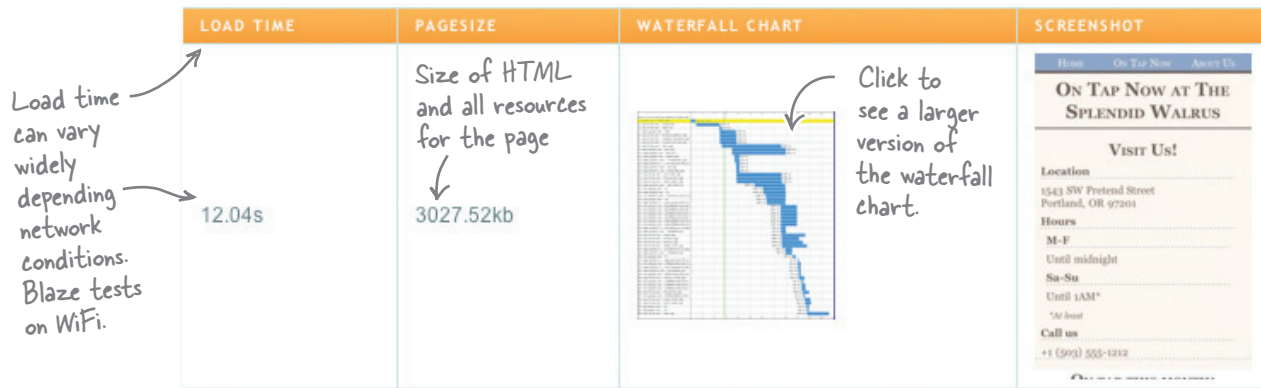 LOAD TIME
PAGESIZE
WATERFALL CHART
SCREENSHOT
Load time
can vary
widely
depending
network
conditions.
Blaze tests
on WiFi.
12.04s
Size of HTML
and all resources
for the page
3027.52kb
Click to
see a larger
version of
the waterfall
chart.
Home On Tap Now About Us
On Tap Now at The
Splendid Walrus
Visit Us!
Location
1543 SW Pretend Street
Portland, OR 97201
Hours
M-F
Until midnight
Sa-Su
Until 1AM*
*At least
Call us
+1 (503) 555-1212
On tap this month